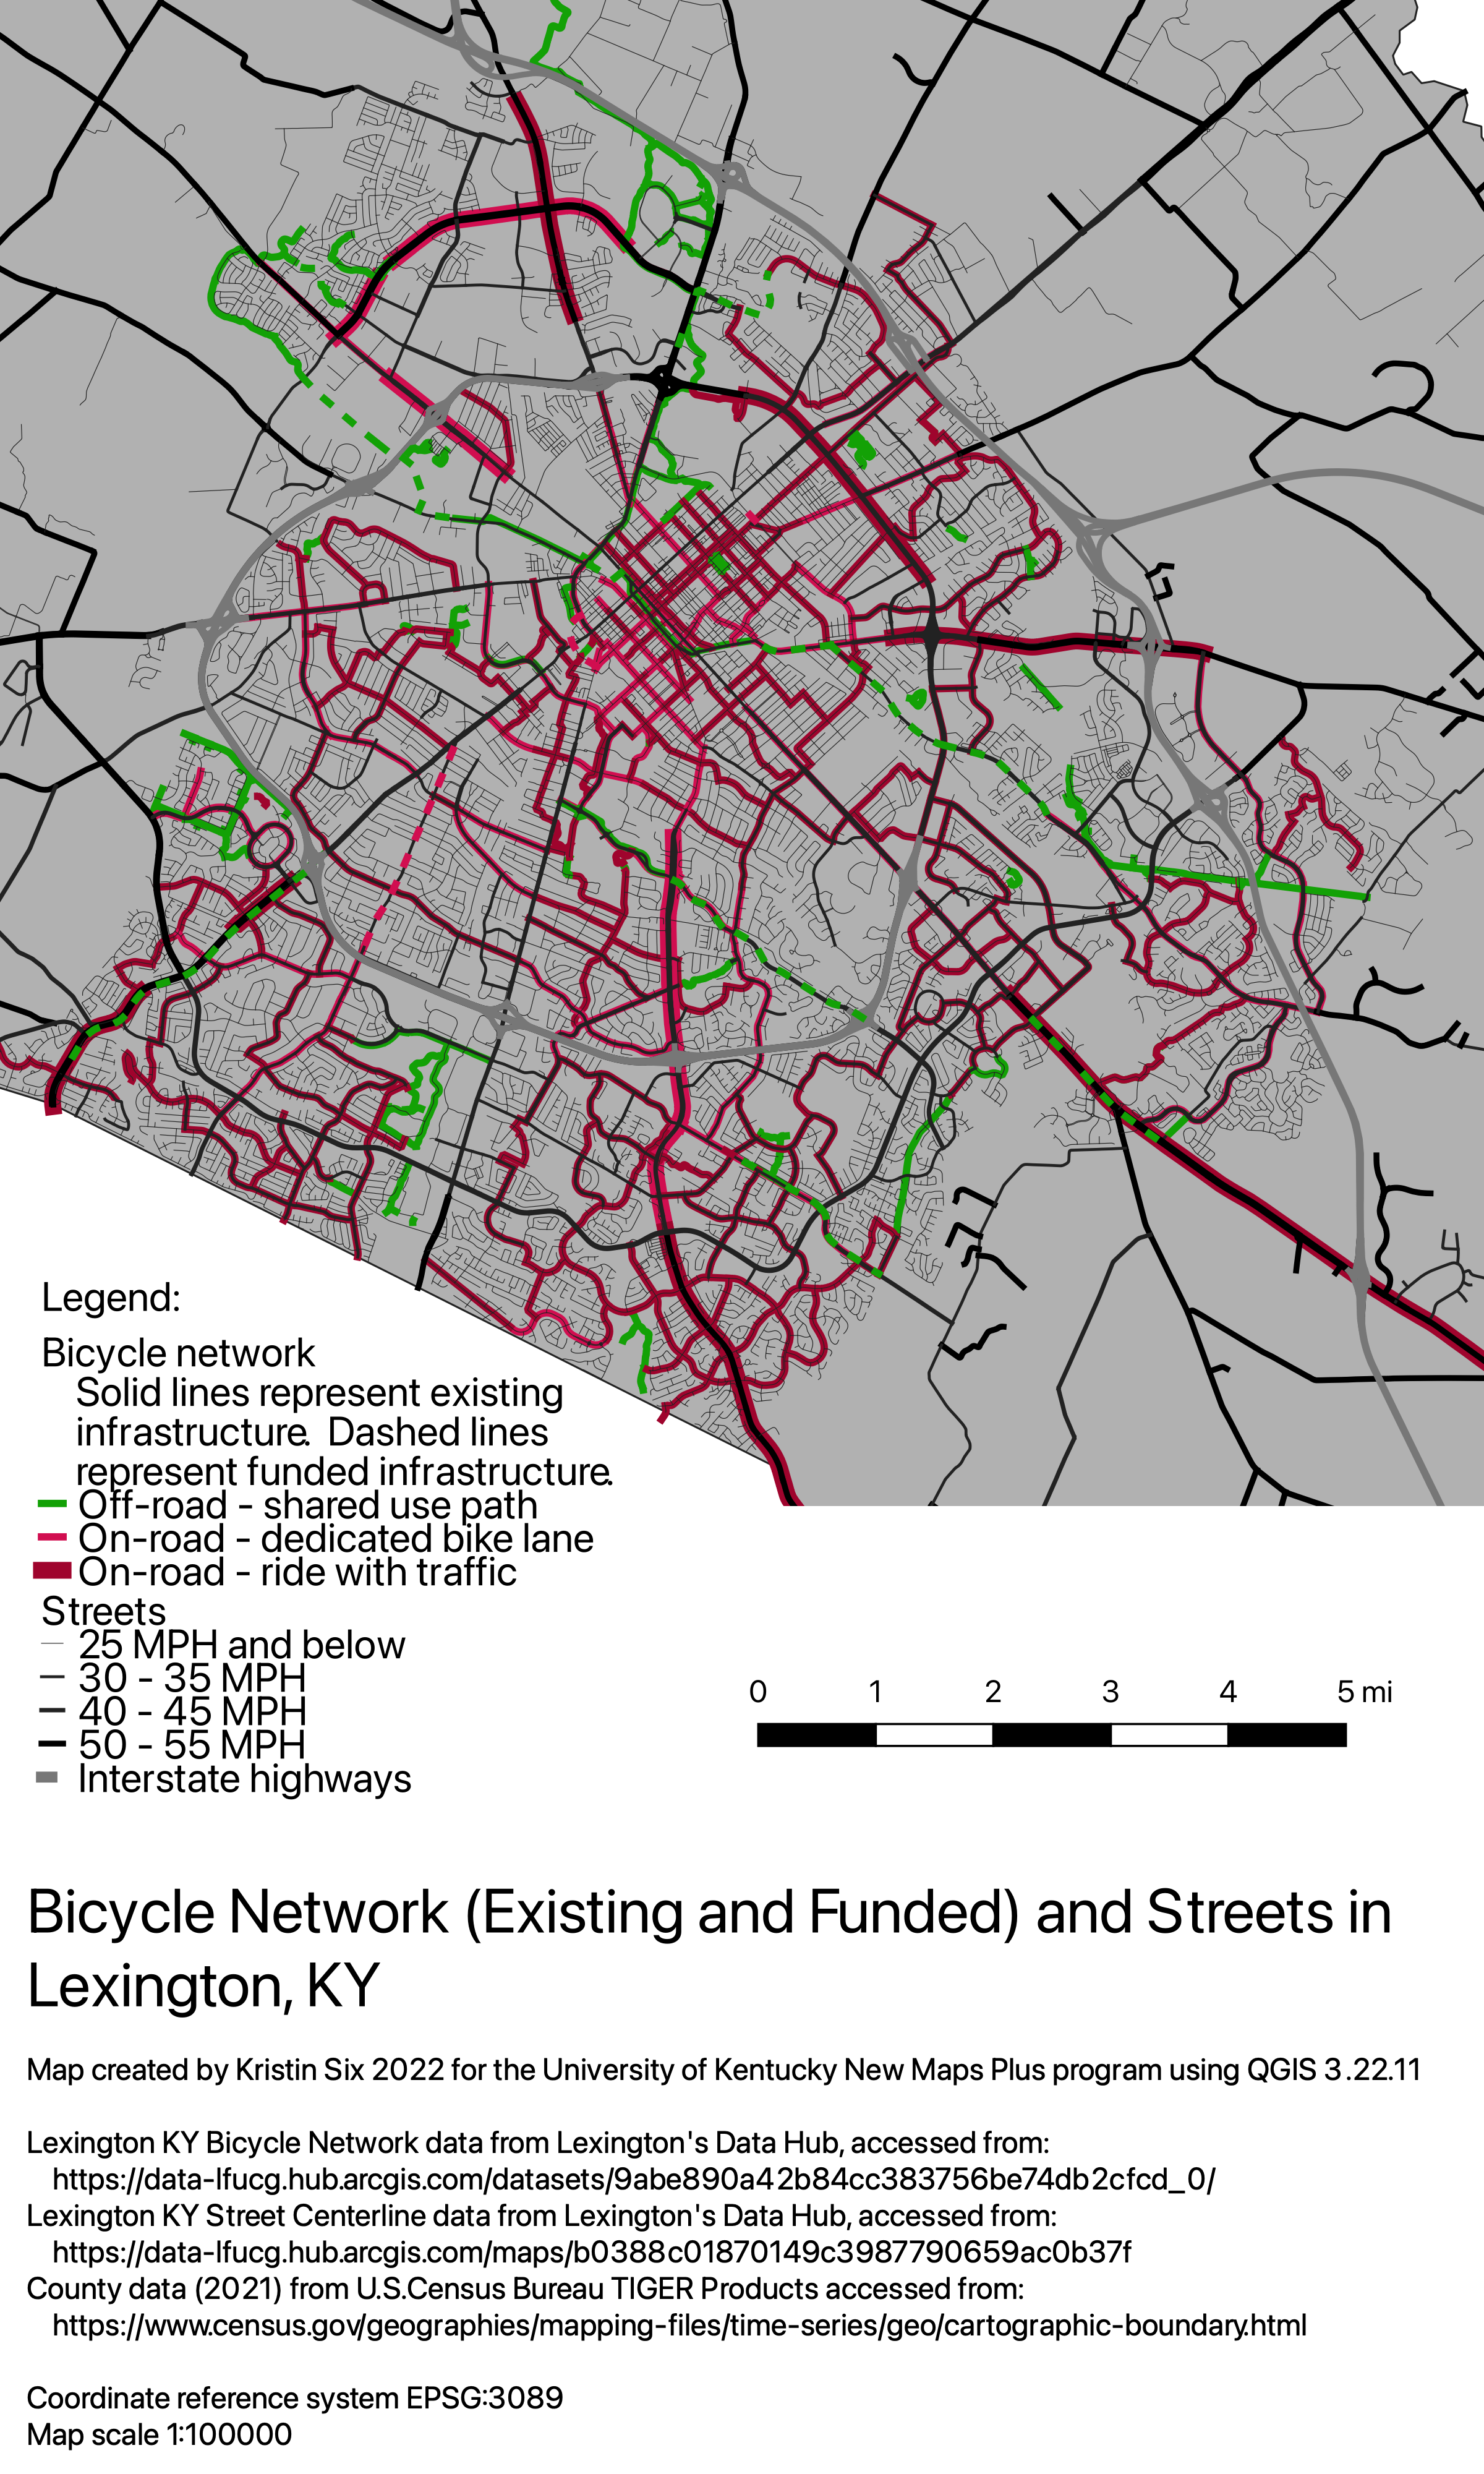 Legend:
Bicycle network
Solid lines represent existing
infrastructure. Dashed lines
represent funded infrastructure.
Off-road - shared use path
On-road - dedicated bike lane
On-road - ride with traffic
Streets
25 MPH and below
30 - 35 MPH
40 - 45 MPH
50 - 55 MPH
Interstate highways
0 1 2 3 4 5 mi
Bicycle Network (Existing and Funded) and Streets in
Lexington, KY
Map created by Kristin Six 2022 for the University of Kentucky New Maps Plus program using QGIS 3.22.11
Lexington KY Bicycle Network data from Lexington's Data Hub, accessed from:
https://data-lfucg.hub.arcgis.com/datasets/9abe890a42b84cc383756be74db2cfcd_0/
Lexington KY Street Centerline data from Lexington's Data Hub, accessed from:
https://data-lfucg.hub.arcgis.com/maps/b0388c01870149c3987790659ac0b37f
County data (2021) from U.S.Census Bureau TIGER Products accessed from:
https://www.census.gov/geographies/mapping-files/time-series/geo/cartographic-boundary.html
Coordinate reference system EPSG:3089
Map scale 1:100000